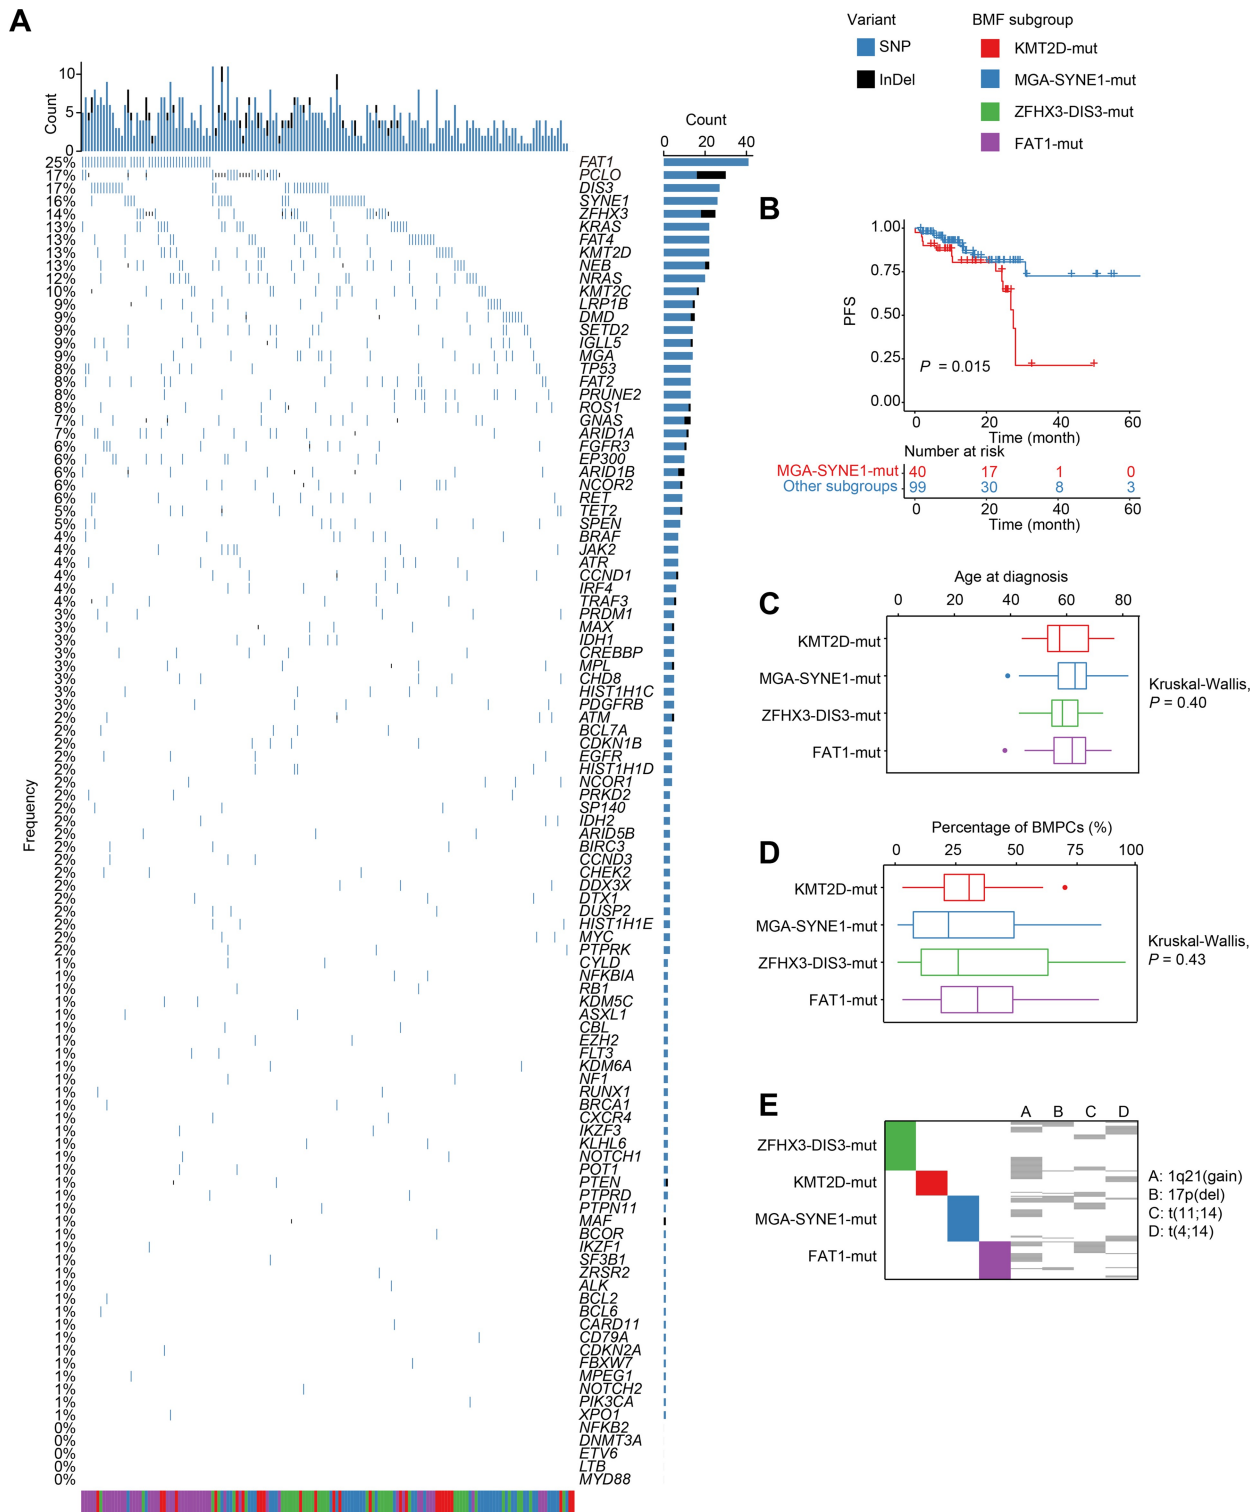 A
Variant
SNP
InDel
BMF subgroup
KMT2D-mut
MGA-SYNE1-mut
ZFHX3-DIS3-mut
FAT1-mut
Count
10
5
0
Count
0 20 40
Frequency
25% FAT1
17% PCLO
17% DIS3
16% SYNE1
14% ZFHX3
13% KRAS
13% FAT4
13% KMT2D
13% NEB
12% NRAS
10% KMT2C
9% LRP1B
9% DMD
9% SETD2
9% IGLL5
9% MGA
8% TP53
8% FAT2
8% PRUNE2
8% ROS1
7% GNAS
7% ARID1A
6% FGFR3
6% EP300
6% ARID1B
6% NCOR2
6% RET
5% TET2
5% SPEN
4% BRAF
4% JAK2
4% ATR
4% CCND1
4% IRF4
4% TRAF3
3% PRDM1
3% MAX
3% IDH1
3% CREBBP
3% MPL
3% CHD8
3% HIST1H1C
3% PDGFRB
2% ATM
2% BCL7A
2% CDKN1B
2% EGFR
2% HIST1H1D
2% NCOR1
2% PRKD2
2% SP140
2% IDH2
2% ARID5B
2% BIRC3
2% CCND3
2% CHEK2
2% DDX3X
2% DTX1
2% DUSP2
2% HIST1H1E
2% MYC
2% PTPRK
1% CYLD
1% NFKBIA
1% RB1
1% KDM5C
1% ASXL1
1% CBL
1% EZH2
1% FLT3
1% KDM6A
1% NF1
1% RUNX1
1% BRCA1
1% CXCR4
1% IKZF3
1% KLHL6
1% NOTCH1
1% POT1
1% PTEN
1% PTPRD
1% PTPN11
1% MAF
1% BCOR
1% IKZF1
1% SF3B1
1% ZRSR2
1% ALK
1% BCL2
1% BCL6
1% CARD11
1% CD79A
1% CDKN2A
1% FBXW7
1% MPEG1
1% NOTCH2
1% PIK3CA
1% XPO1
0% NFKB2
0% DNMT3A
0% ETV6
0% LTB
0% MYD88
B
PFS
1.00
0.75
0.50
0.25
0.00
P = 0.015
0 20 40 60
Time (month)
Number at risk
MGA-SYNE1-mut 40 17 1 0
Other subgroups 99 30 8 3
0 20 40 60
Time (month)
C
Age at diagnosis
0 20 40 60 80
KMT2D-mut
MGA-SYNE1-mut
ZFHX3-DIS3-mut
FAT1-mut
Kruskal-Wallis,
P = 0.40
D
Percentage of BMPCs (%)
0 25 50 75 100
KMT2D-mut
MGA-SYNE1-mut
ZFHX3-DIS3-mut
FAT1-mut
Kruskal-Wallis,
P = 0.43
E
A B C D
ZFHX3-DIS3-mut
KMT2D-mut
MGA-SYNE1-mut
FAT1-mut
A: 1q21(gain)
B: 17p(del)
C: t(11;14)
D: t(4;14)